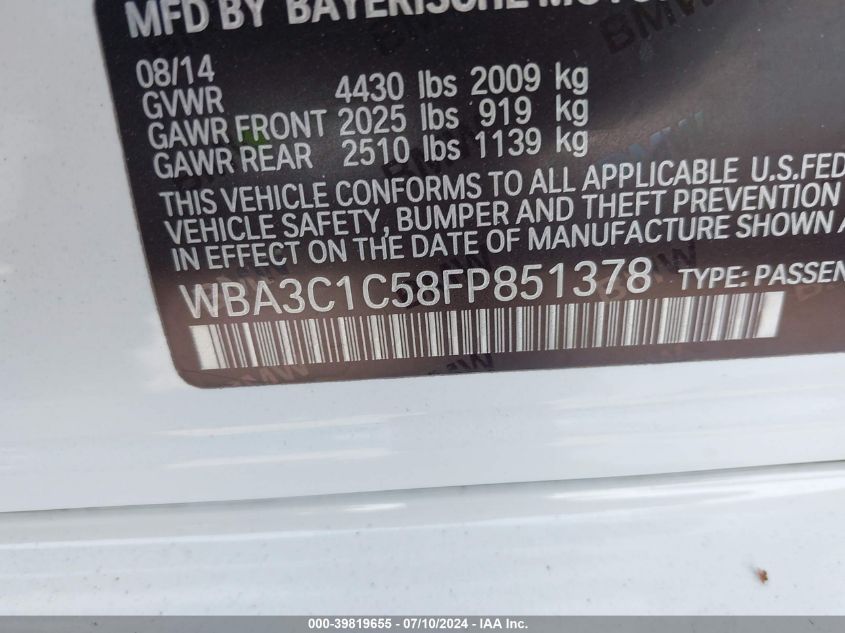 MFD BY BAYERISCHE MOTOR
08/14
GVWR 4430 lbs 2009 kg
GAWR FRONT 2025 lbs 919 kg
GAWR REAR 2510 lbs 1139 kg
THIS VEHICLE CONFORMS TO ALL APPLICABLE U.S.FED
VEHICLE SAFETY, BUMPER AND THEFT PREVENTION
IN EFFECT ON THE DATE OF MANUFACTURE SHOWN A
WBA3C1C58FP851378 TYPE: PASSEN
000-39819655 - 07/10/2024 - IAA Inc.